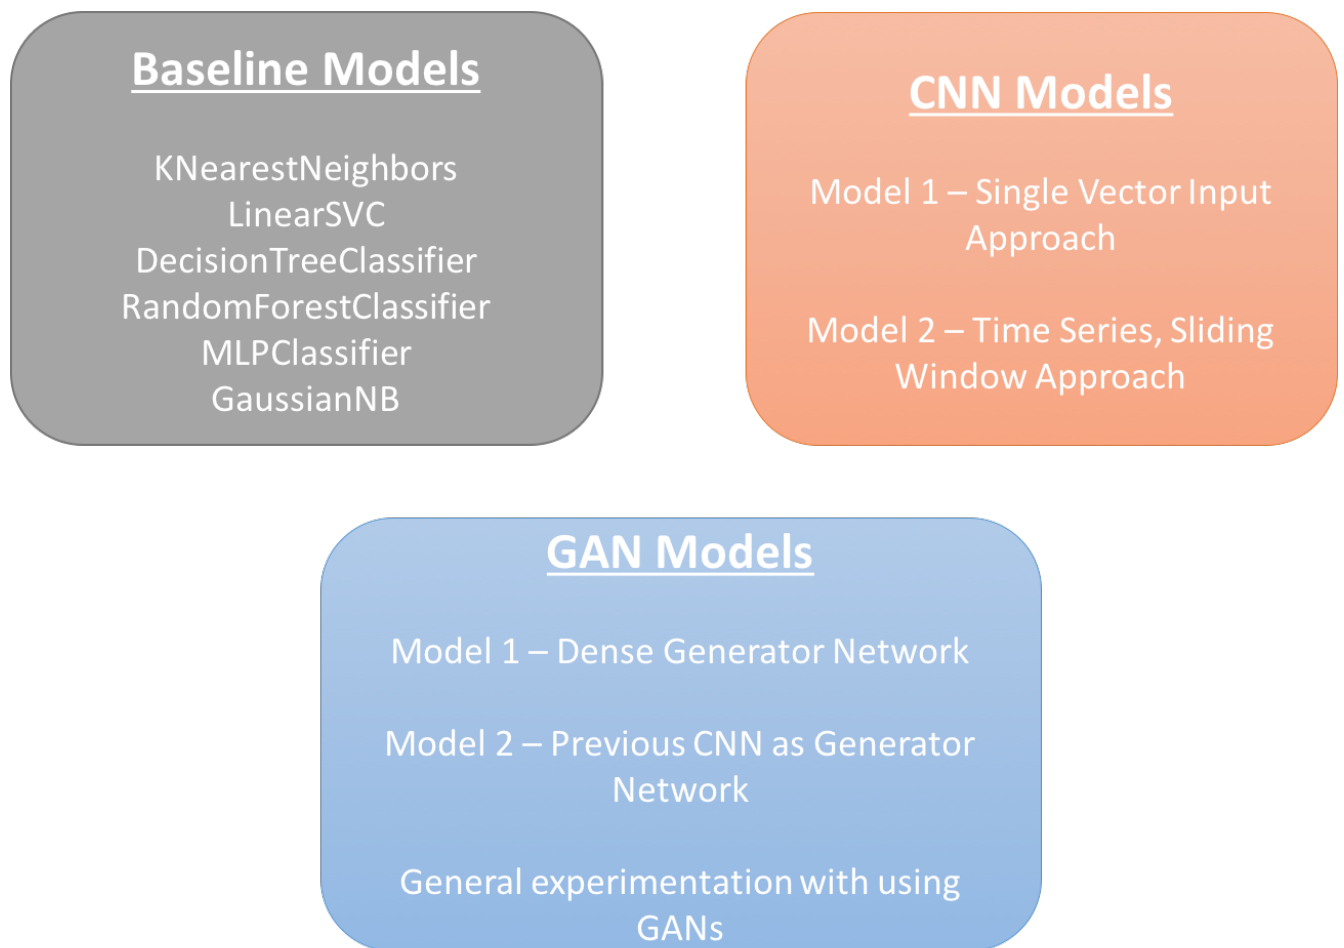 Baseline Models
KNearestNeighbors
LinearSVC
DecisionTreeClassifier
RandomForestClassifier
MLPClassifier
GaussianNB
CNN Models
Model 1 – Single Vector Input
Approach
Model 2 – Time Series, Sliding
Window Approach
GAN Models
Model 1 – Dense Generator Network
Model 2 – Previous CNN as Generator
Network
General experimentation with using
GANs